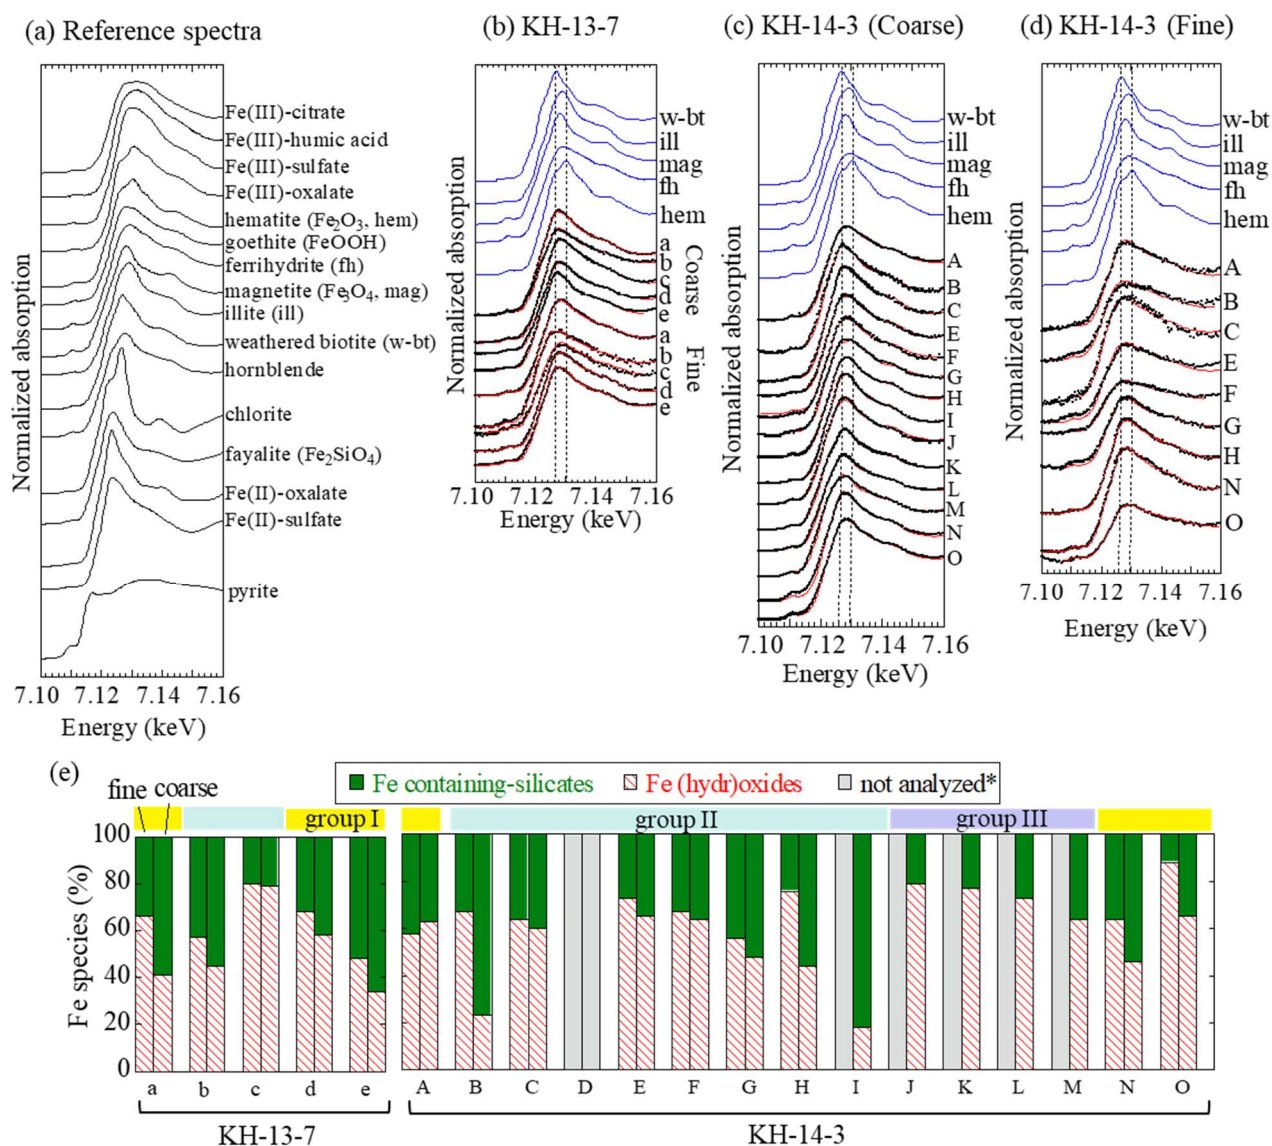 (a) Reference spectra
Normalized absorption
Fe(III)-citrate
Fe(III)-humic acid
Fe(III)-sulfate
Fe(III)-oxalate
hematite (Fe₂O₃, hem)
goethite (FeOOH)
ferrihydrite (fh)
magnetite (Fe₃O₄, mag)
illite (ill)
weathered biotite (w-bt)
hornblende
chlorite
fayalite (Fe₂SiO₄)
Fe(II)-oxalate
Fe(II)-sulfate
pyrite
7.10 7.12 7.14 7.16
Energy (keV)
(b) KH-13-7
Normalized absorption
w-bt
ill
mag
fh
hem
a
b
c
d
e
Coarse
a
b
c
d
e
Fine
7.10 7.12 7.14 7.16
Energy (keV)
(c) KH-14-3 (Coarse)
Normalized absorption
w-bt
ill
mag
fh
hem
A
B
C
E
F
G
H
I
J
K
L
M
N
O
7.10 7.12 7.14 7.16
Energy (keV)
(d) KH-14-3 (Fine)
Normalized absorption
w-bt
ill
mag
fh
hem
A
B
C
E
F
G
H
N
O
7.10 7.12 7.14 7.16
Energy (keV)
(e)
Fe containing-silicates Fe (hydr)oxides not analyzed*
fine coarse
group I group II group III
Fe species (%)
100
80
60
40
20
0
a b c d e A B C D E F G H I J K L M N O
KH-13-7 KH-14-3